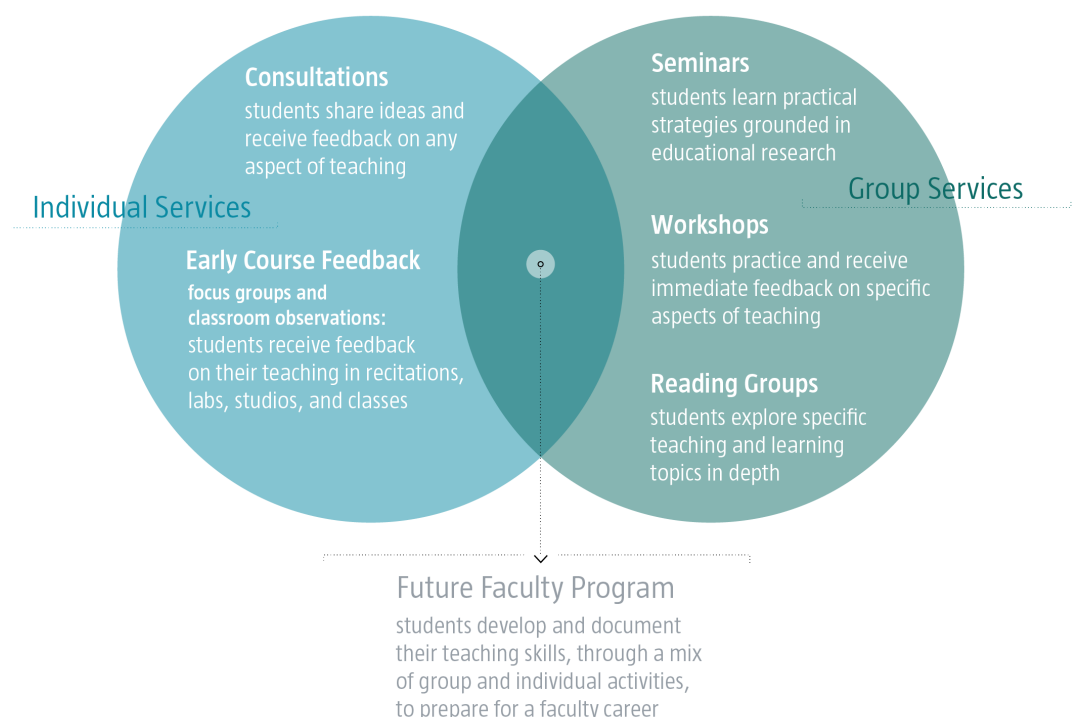 Individual Services
Consultations
students share ideas and
receive feedback on any
aspect of teaching
Early Course Feedback
focus groups and
classroom observations:
students receive feedback
on their teaching in recitations,
labs, studios, and classes
Group Services
Seminars
students learn practical
strategies grounded in
educational research
Workshops
students practice and receive
immediate feedback on specific
aspects of teaching
Reading Groups
students explore specific
teaching and learning
topics in depth
Future Faculty Program
students develop and document
their teaching skills, through a mix
of group and individual activities,
to prepare for a faculty career